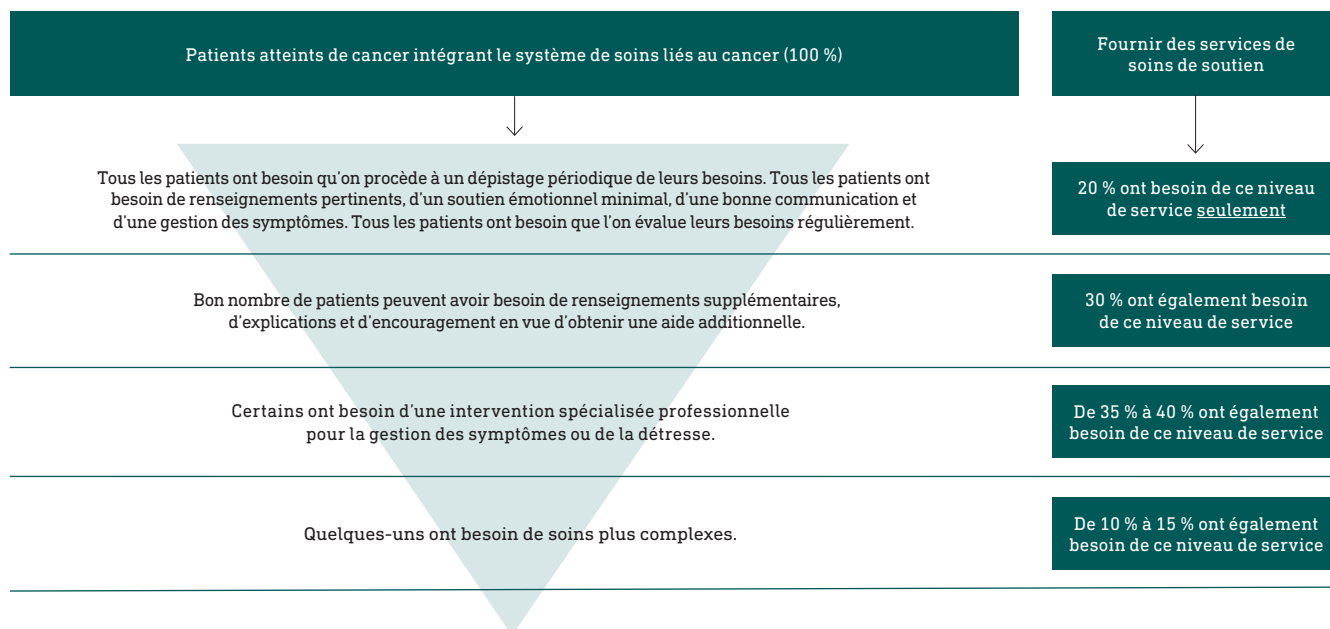 Patients atteints de cancer intégrant le système de soins liés au cancer (100 %)
Fournir des services de
soins de soutien
Tous les patients ont besoin qu'on procède à un dépistage périodique de leurs besoins. Tous les patients ont
besoin de renseignements pertinents, d'un soutien émotionnel minimal, d'une bonne communication et
d'une gestion des symptômes. Tous les patients ont besoin que l'on évalue leurs besoins régulièrement.
20 % ont besoin de ce niveau
de service seulement
Bon nombre de patients peuvent avoir besoin de renseignements supplémentaires,
d'explications et d'encouragement en vue d'obtenir une aide additionnelle.
30 % ont également besoin
de ce niveau de service
Certains ont besoin d'une intervention spécialisée professionnelle
pour la gestion des symptômes ou de la détresse.
De 35 % à 40 % ont également
besoin de ce niveau de service
Quelques-uns ont besoin de soins plus complexes.
De 10 % à 15 % ont également
besoin de ce niveau de service